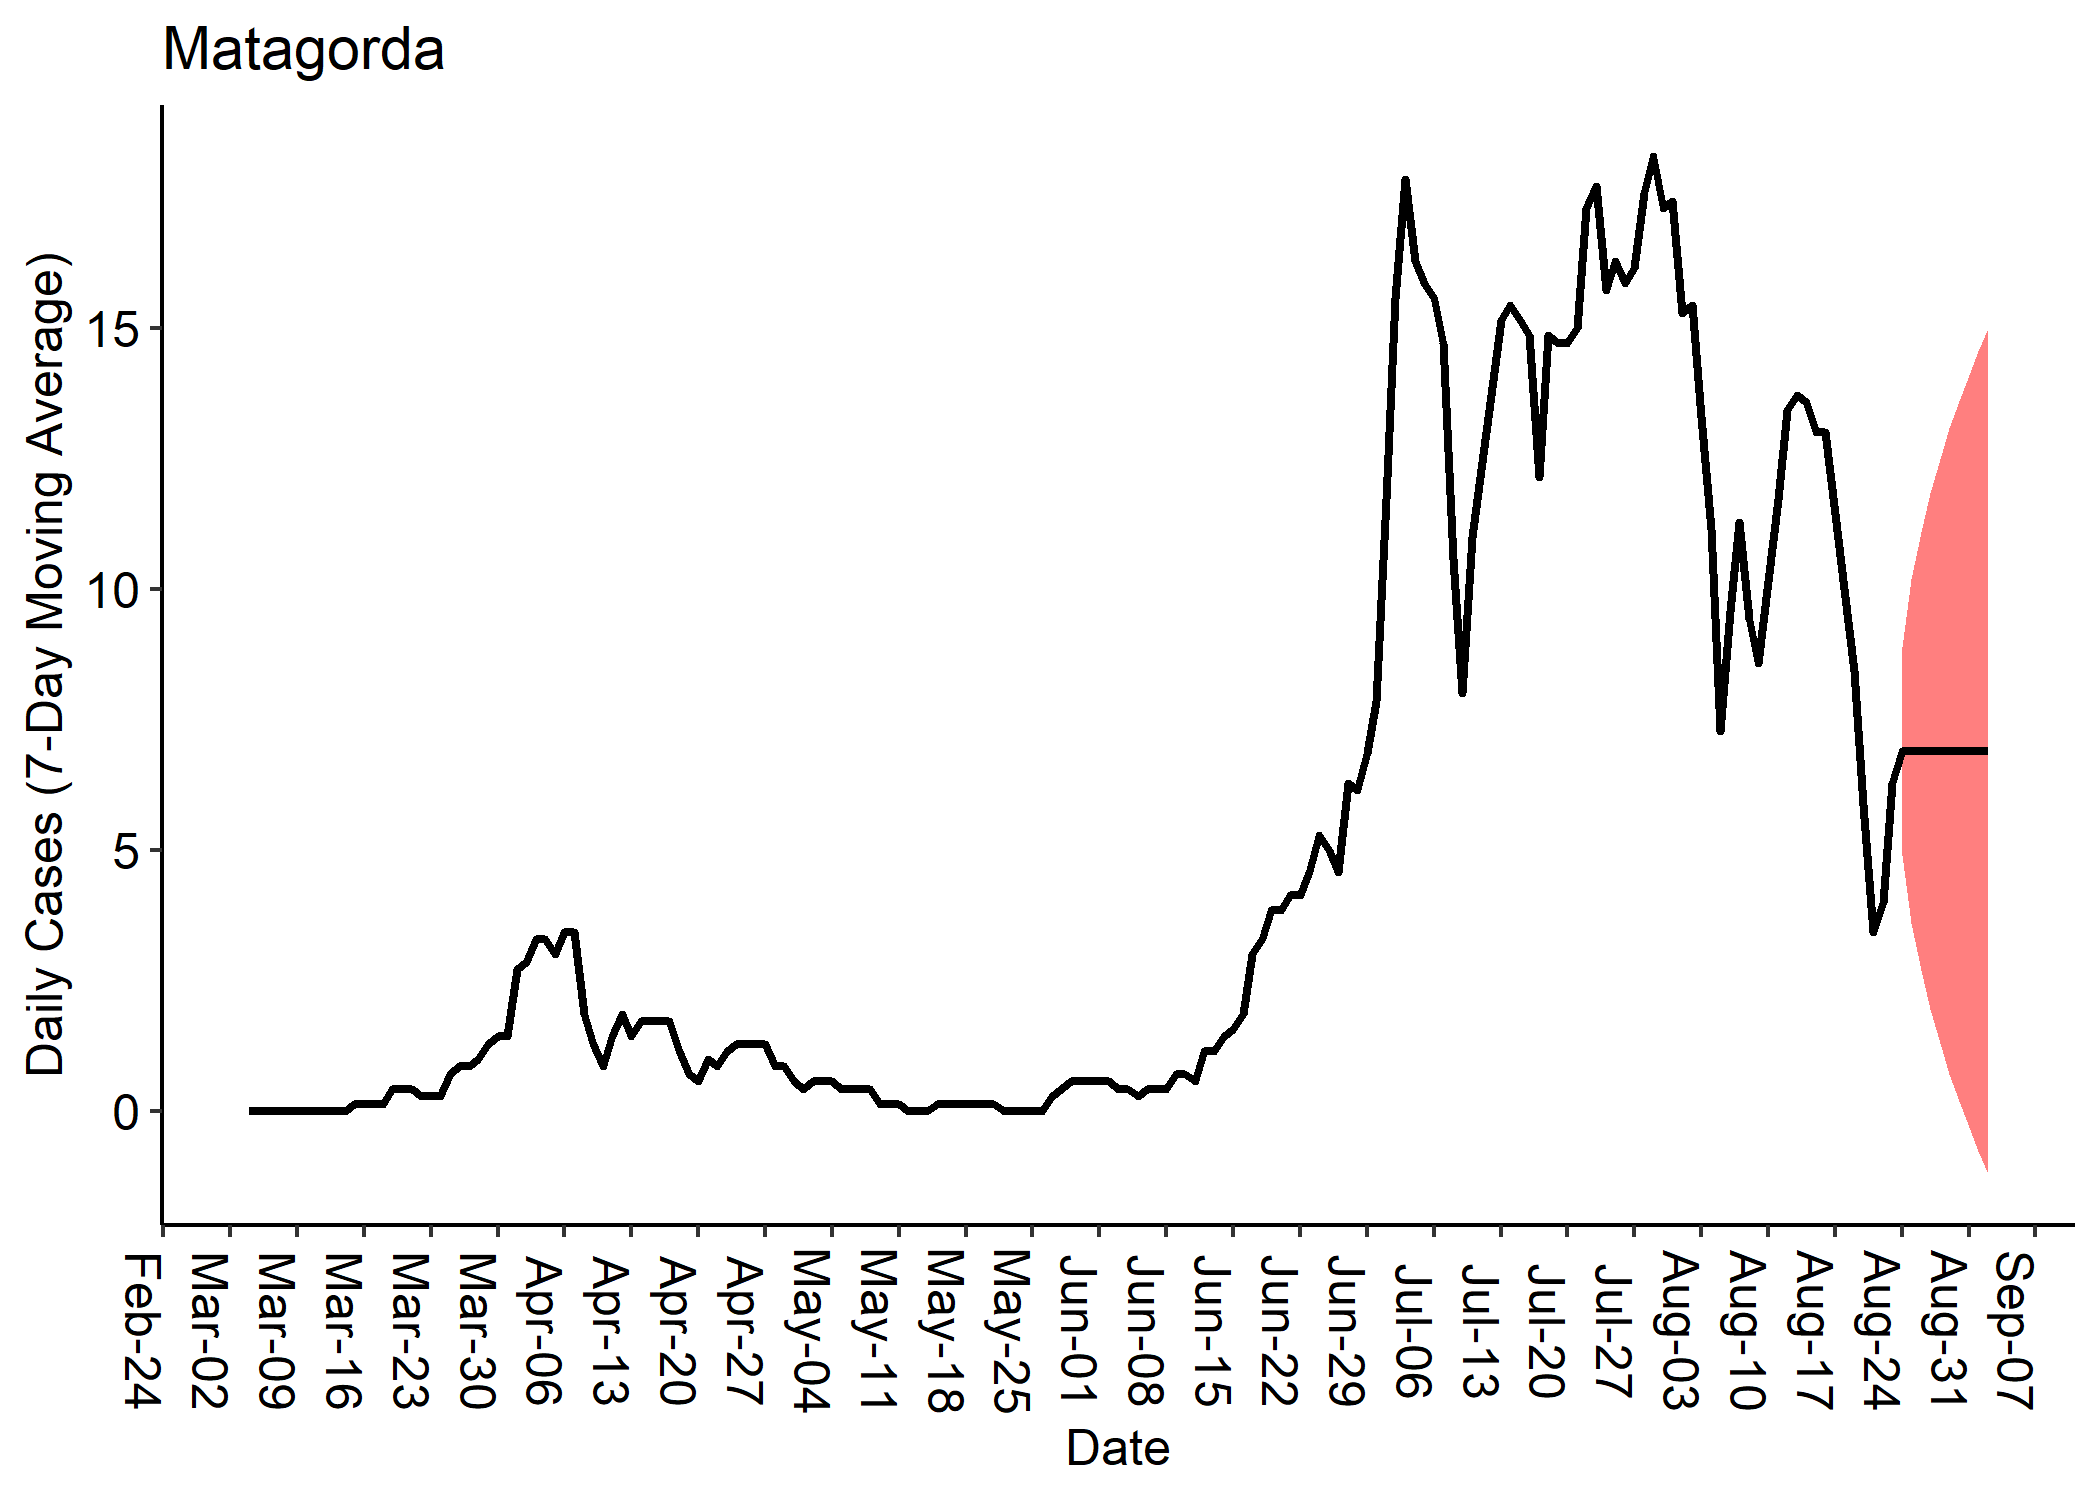 Matagorda
Daily Cases (7-Day Moving Average)
15
10
5
0
Feb-24
Mar-02
Mar-09
Mar-16
Mar-23
Mar-30
Apr-06
Apr-13
Apr-20
Apr-27
May-04
May-11
May-18
May-25
Jun-01
Jun-08
Jun-15
Jun-22
Jun-29
Jul-06
Jul-13
Jul-20
Jul-27
Aug-03
Aug-10
Aug-17
Aug-24
Aug-31
Sep-07
Date